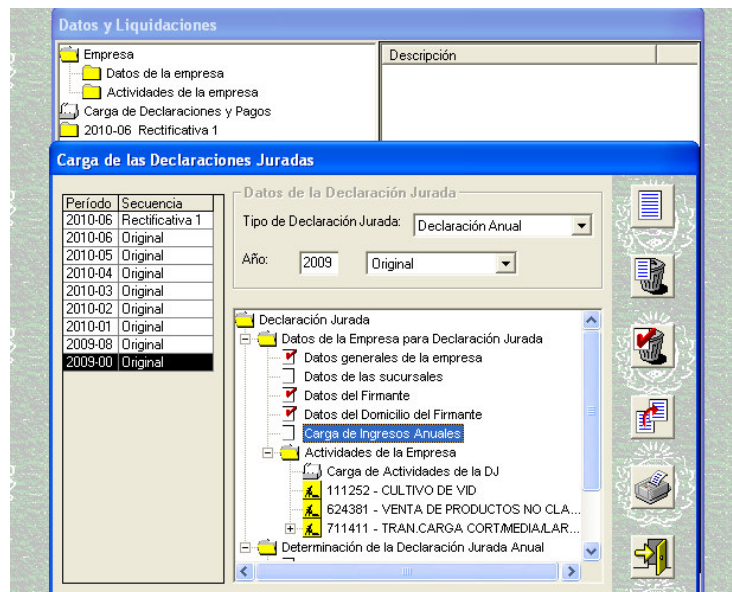 Datos y Liquidaciones
Empresa
Datos de la empresa
Actividades de la empresa
Carga de Declaraciones y Pagos
2010-06 Rectificativa 1
Descripción
Carga de las Declaraciones Juradas
Período Secuencia
2010-06 Rectificativa 1
2010-06 Original
2010-05 Original
2010-04 Original
2010-03 Original
2010-02 Original
2010-01 Original
2009-08 Original
2009-00 Original
Datos de la Declaración Jurada
Tipo de Declaración Jurada: Declaración Anual
Año: 2009 Original
Declaración Jurada
Datos de la Empresa para Declaración Jurada
Datos generales de la empresa
Datos de las sucursales
Datos del Firmante
Datos del Domicilio del Firmante
Carga de Ingresos Anuales
Actividades de la Empresa
Carga de Actividades de la DJ
111252 - CULTIVO DE VID
624381 - VENTA DE PRODUCTOS NO CLA...
711411 - TRAN.CARGA CORT/MEDIA/LAR...
Determinación de la Declaración Jurada Anual